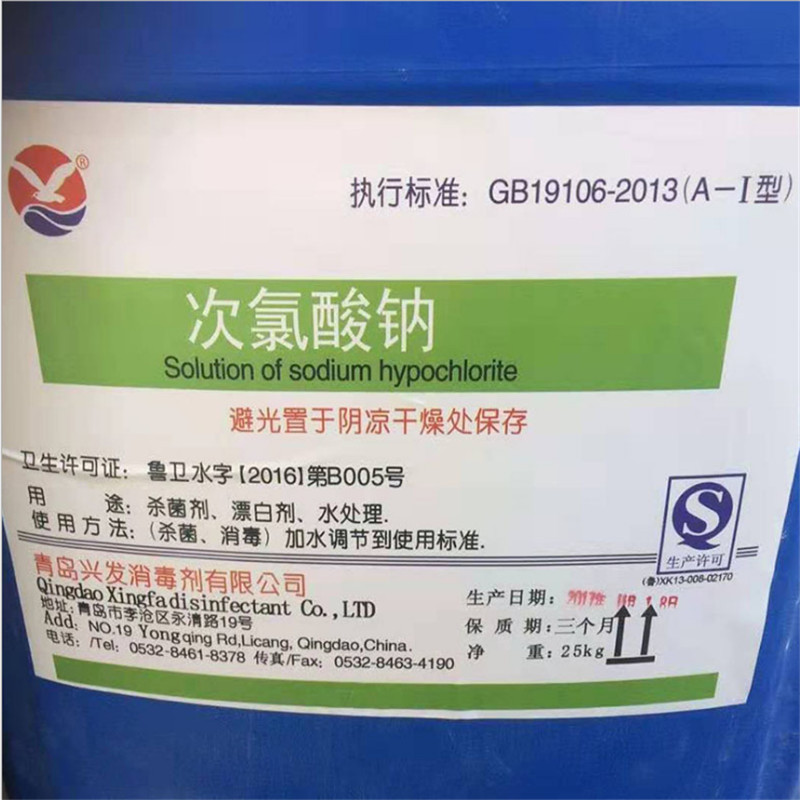 ®
执行标准：GB19106-2013(A-I型)
次氯酸钠
Solution of sodium hypochlorite
避光置于阴凉干燥处保存
卫生许可证：鲁卫水字【2016】第B005号
用途：杀菌剂、漂白剂、水处理.
使用方法：(杀菌、消毒) 加水调节到使用标准.
生产许可
(鲁)XK13-008-02170
青岛兴发消毒剂有限公司
Qingdao Xingfadisinfectant Co.,LTD
地址：青岛市李沧区永清路19号
Add: NO.19 Yongqing Rd,Licang, Qingdao,China.
电话：/Tel：0532-8461-8378 传真/Fax：0532-8463-4190
生产日期：
保质期：三个月
净重：25kg